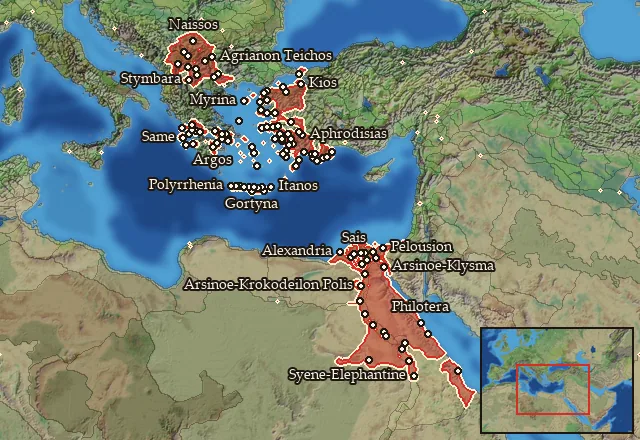 Naissos
Agrianon Teichos
Stymbara
Kios
Myrina
Same
Aphrodisias
Argos
Polyrrhenia
Itanos
Gortyna
Sais
Alexandria
Pelousion
Arsinoe-Klysma
Arsinoe-Krokodeilon Polis
Philotera
Syene-Elephantine